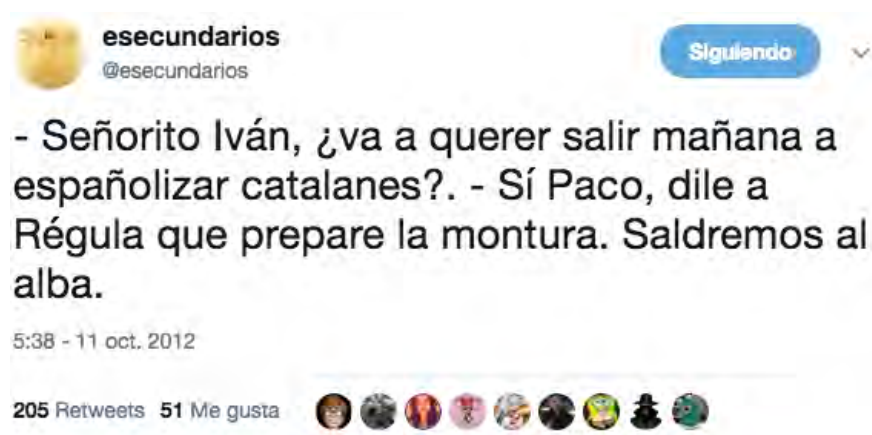 esecundarios
@esecundarios
Siguiendo
- Señorito Iván, ¿va a querer salir mañana a
españolizar catalanes?. - Sí Paco, dile a
Régula que prepare la montura. Saldremos al
alba.
5:38 - 11 oct. 2012
205 Retweets 51 Me gusta